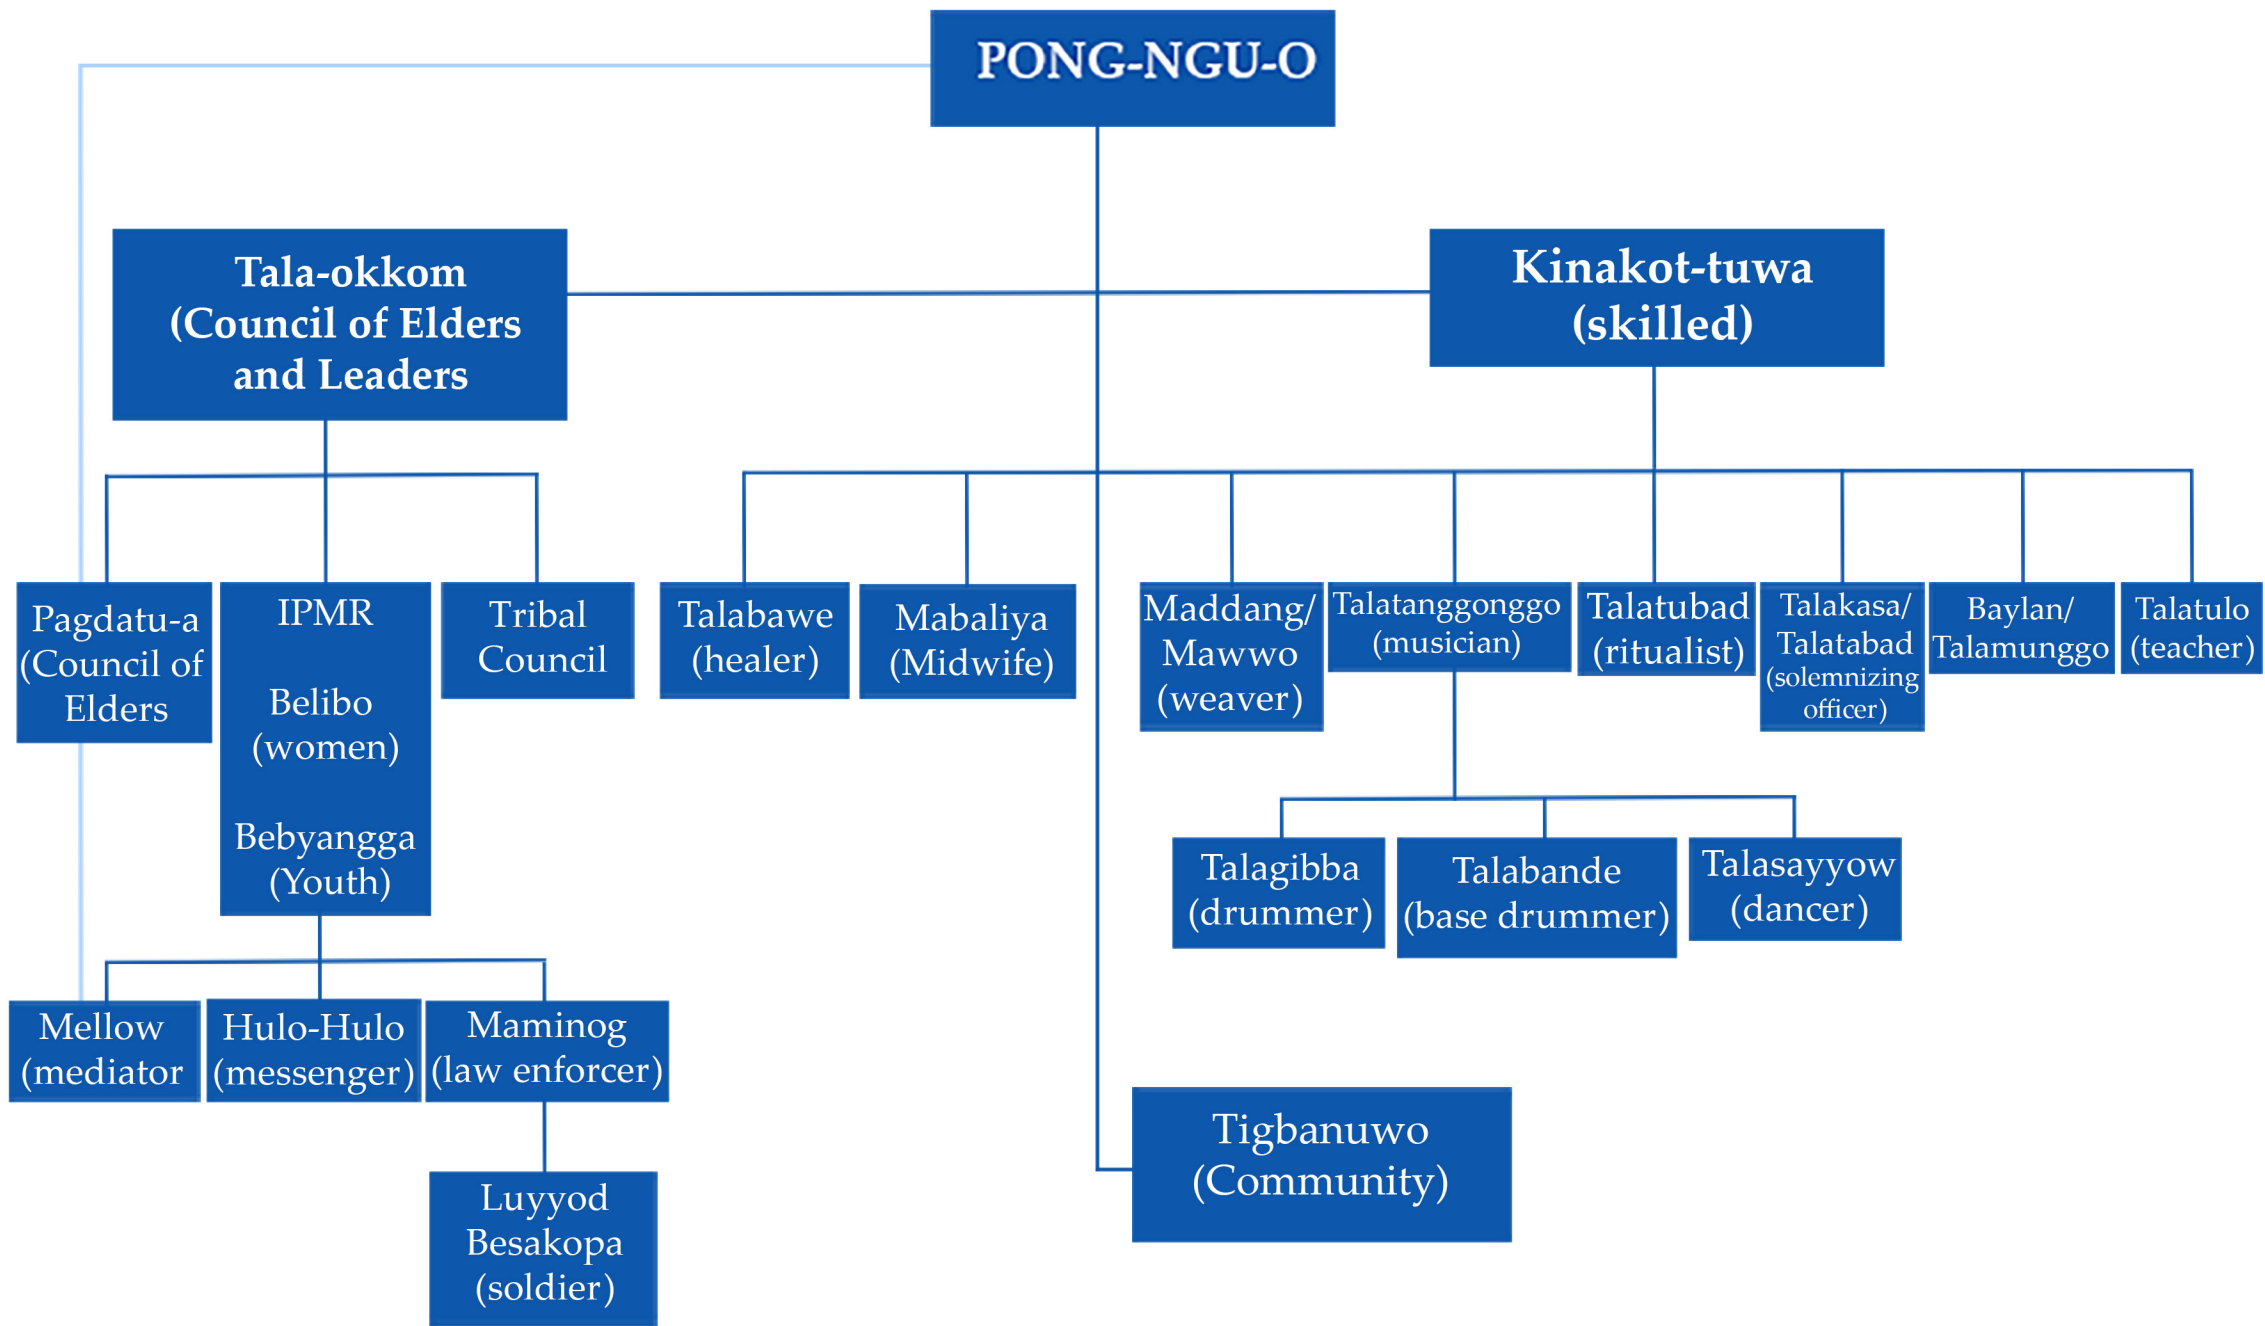 PONG-NGU-O
Tala-okkom
(Council of Elders
and Leaders
Kinakot-tuwa
(skilled)
Pagdatu-a
(Council of
Elders
IPMR
Belibo
(women)
Bebyangga
(Youth)
Tribal
Council
Talabawe
(healer)
Mabaliya
(Midwife)
Maddang/
Mawwo
(weaver)
Talatanggonggo
(musician)
Talatubad
(ritualist)
Talakasa/
Talatabad
(solemnizing
officer)
Baylan/
Talamunggo
Talatulo
(teacher)
Talagibba
(drummer)
Talabande
(base drummer)
Talasayyow
(dancer)
Mellow
(mediator
Hulo-Hulo
(messenger)
Maminog
(law enforcer)
Luyyod
Besakopa
(soldier)
Tigbanuwo
(Community)